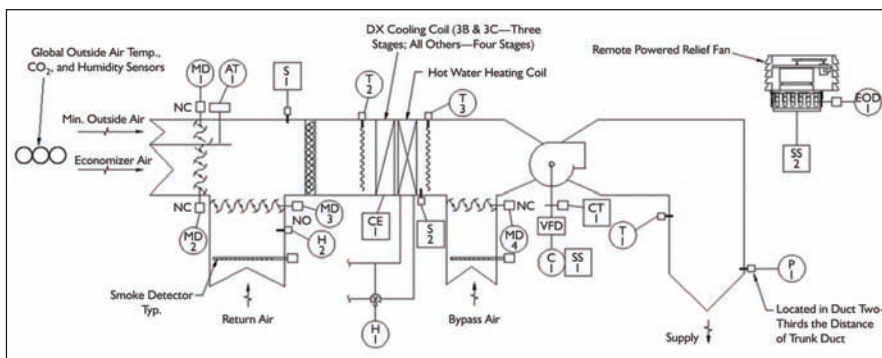 DX Cooling Coil (3B & 3C—Three
Stages; All Others—Four Stages)
Global Outside Air Temp.,
CO2, and Humidity Sensors
Hot Water Heating Coil
Remote Powered Relief Fan
MD
1
AT
1
S
1
T
2
T
3
EOD
1
NC
Min. Outside Air
Economizer Air
SS
2
NC
MD
2
NO
MD
3
H
2
CE
1
S
2
NC
MD
4
VFD
CT
1
C
1
SS
1
T
1
P
1
Smoke Detector
Typ.
Return Air
H
1
Bypass Air
Supply
Located in Duct Two-
Thirds the Distance
of Trunk Duct